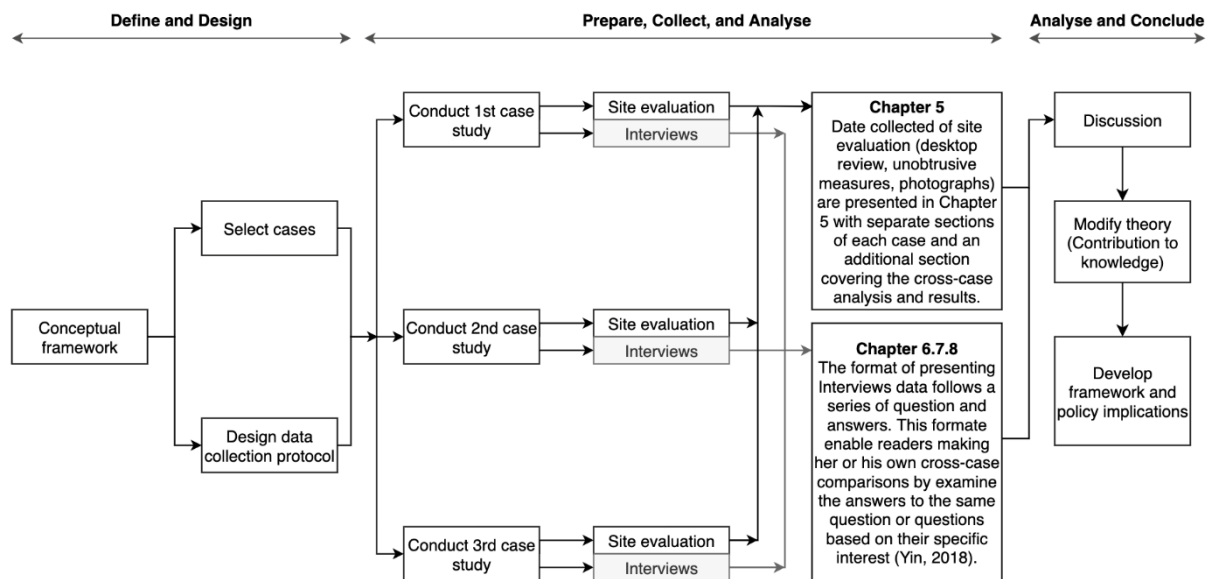 Define and Design
Prepare, Collect, and Analyse
Analyse and Conclude
Conceptual
framework
Select cases
Design data
collection protocol
Conduct 1st case
study
Site evaluation
Interviews
Conduct 2nd case
study
Site evaluation
Interviews
Conduct 3rd case
study
Site evaluation
Interviews
Chapter 5
Date collected of site
evaluation (desktop
review, unobtrusive
measures, photographs)
are presented in Chapter
5 with separate sections
of each case and an
additional section
covering the cross-case
analysis and results.
Chapter 6.7.8
The format of presenting
Interviews data follows a
series of question and
answers. This formate
enable readers making
her or his own cross-case
comparisons by examine
the answers to the same
question or questions
based on their specific
interest (Yin, 2018).
Discussion
Modify theory
(Contribution to
knowledge)
Develop
framework and
policy implications